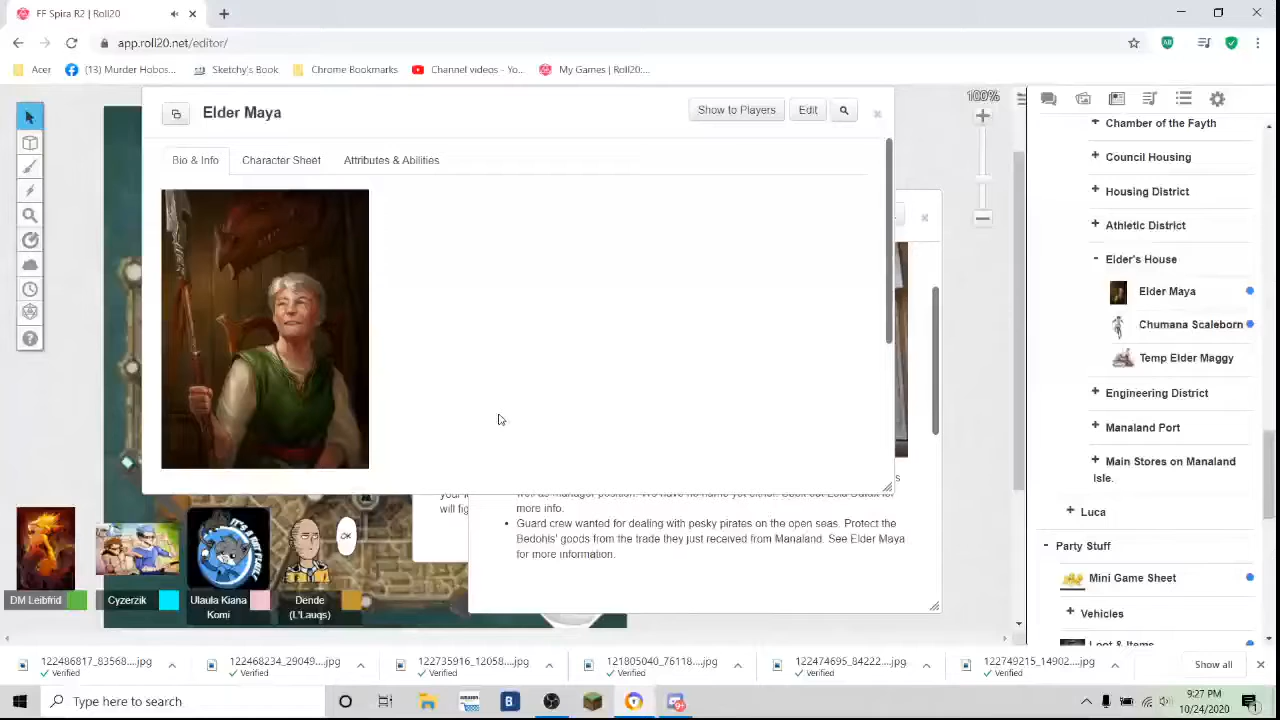 FF Spira R2 | Roll20
app.roll20.net/editor/
Acer
(13) Murder Hobos...
Sketchy's Book
Chrome Bookmarks
Channel videos - Yo...
My Games | Roll20:...
Elder Maya
Show to Players
Edit
100%
Bio & Info
Character Sheet
Attributes & Abilities
Chamber of the Fayth
Council Housing
Housing District
Athletic District
Elder's House
Elder Maya
Chumana Scaleborn
Temp Elder Maggy
Engineering District
Manaland Port
Main Stores on Manaland
Isle.
Luca
Party Stuff
Mini Game Sheet
Vehicles
Loot & Items
more info.
Guard crew wanted for dealing with pesky pirates on the open seas. Protect the
Bedohls' goods from the trade they just received from Manaland. See Elder Maya
for more information.
will fig
IT'S
A
NOT
OK
DM Leibfrid
Cyzerzik
Ulaula Kiana
Komi
Dende
(L'Lauqs)
122486817_83568....jpg
Verified
122468234_29049....jpg
Verified
122735916_12058....jpg
Verified
121805040_76118....jpg
Verified
122474695_84222....jpg
Verified
122749215_14902....jpg
Verified
Show all
Type here to search
9:27 PM
10/24/2020